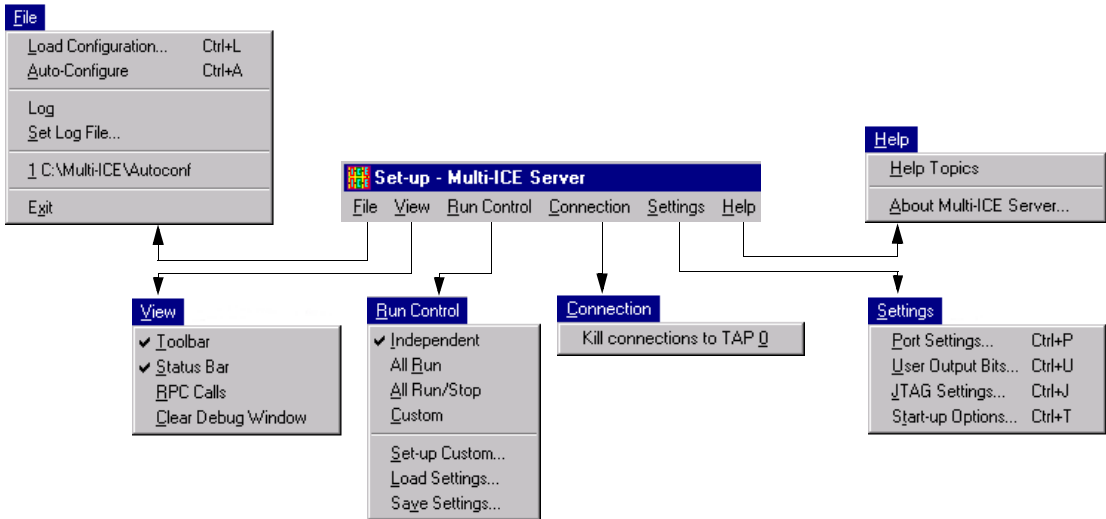 File
Load Configuration... Ctrl+L
Auto-Configure Ctrl+A
Log
Set Log File...
1 C:\Multi-ICE\Autoconf
Exit
Set-up - Multi-ICE Server
File View Run Control Connection Settings Help
Help
Help Topics
About Multi-ICE Server...
View
Toolbar
Status Bar
RPC Calls
Clear Debug Window
Run Control
Independent
All Run
All Run/Stop
Custom
Set-up Custom...
Load Settings...
Save Settings...
Connection
Kill connections to TAP 0
Settings
Port Settings... Ctrl+P
User Output Bits... Ctrl+U
JTAG Settings... Ctrl+J
Start-up Options... Ctrl+T